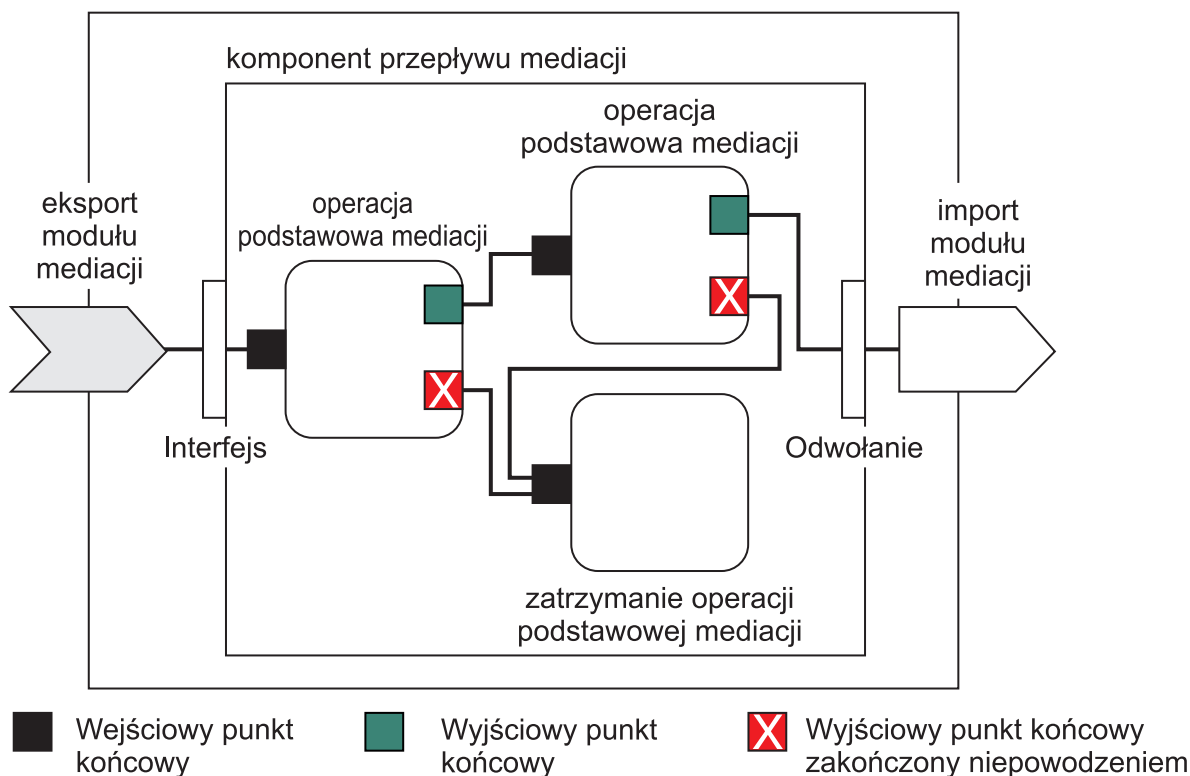 komponent przepływu mediacji
operacja
podstawowa mediacji
eksport
modułu
mediacji
operacja
podstawowa mediacji
import
modułu
mediacji
Interfejs
Odwołanie
zatrzymanie operacji
podstawowej mediacji
Wejściowy punkt
końcowy
Wyjściowy punkt
końcowy
X
Wyjściowy punkt końcowy
zakończony niepowodzeniem